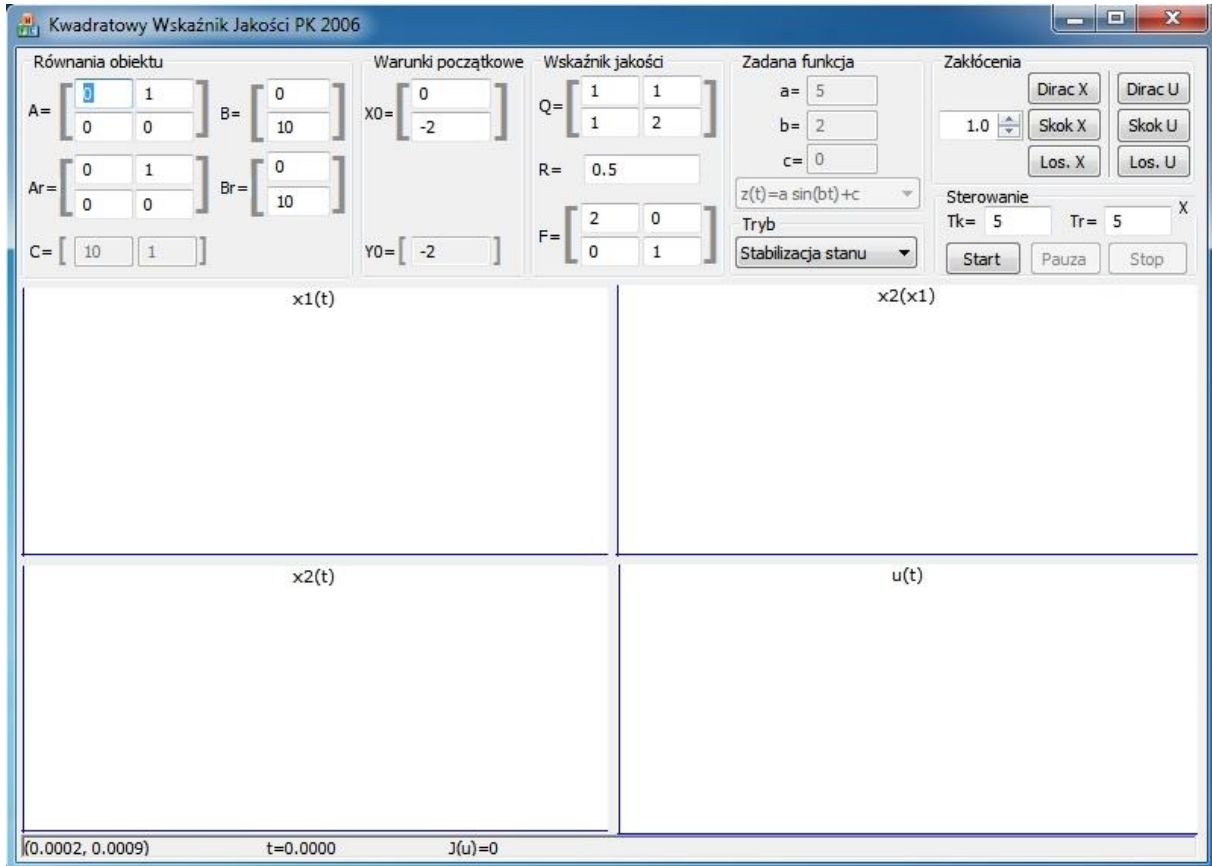 Kwadratowy Wskaźnik Jakości PK 2006
Równania obiektu
A= 0 1
0 0
B= 0
10
Ar= 0 1
0 0
Br= 0
10
C= [ 10 1 ]
Warunki początkowe
X0= 0
-2
Y0= [ -2 ]
Wskaźnik jakości
Q= 1 1
1 2
R= 0.5
F= 2 0
0 1
Zadana funkcja
a= 5
b= 2
c= 0
z(t)=a sin(bt)+c
Tryb
Stabilizacja stanu
Zakłócenia
1.0
Dirac X Dirac U
Skok X Skok U
Los. X Los. U
Sterowanie
X
Tk= 5 Tr= 5
Start Pauza Stop
x1(t)
x2(x1)
x2(t)
u(t)
(0.0002, 0.0009) t=0.0000 J(u)=0